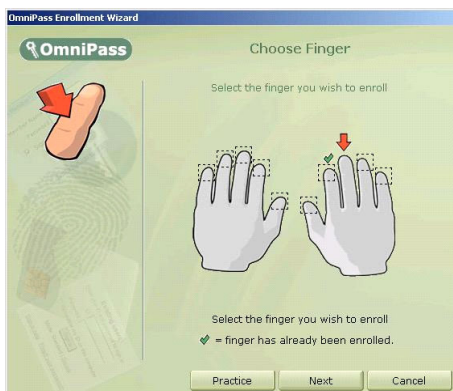 OmniPass Enrollment Wizard
OmniPass
Choose Finger
Select the finger you wish to enroll
Select the finger you wish to enroll
✓ = finger has already been enrolled.
Practice
Next
Cancel